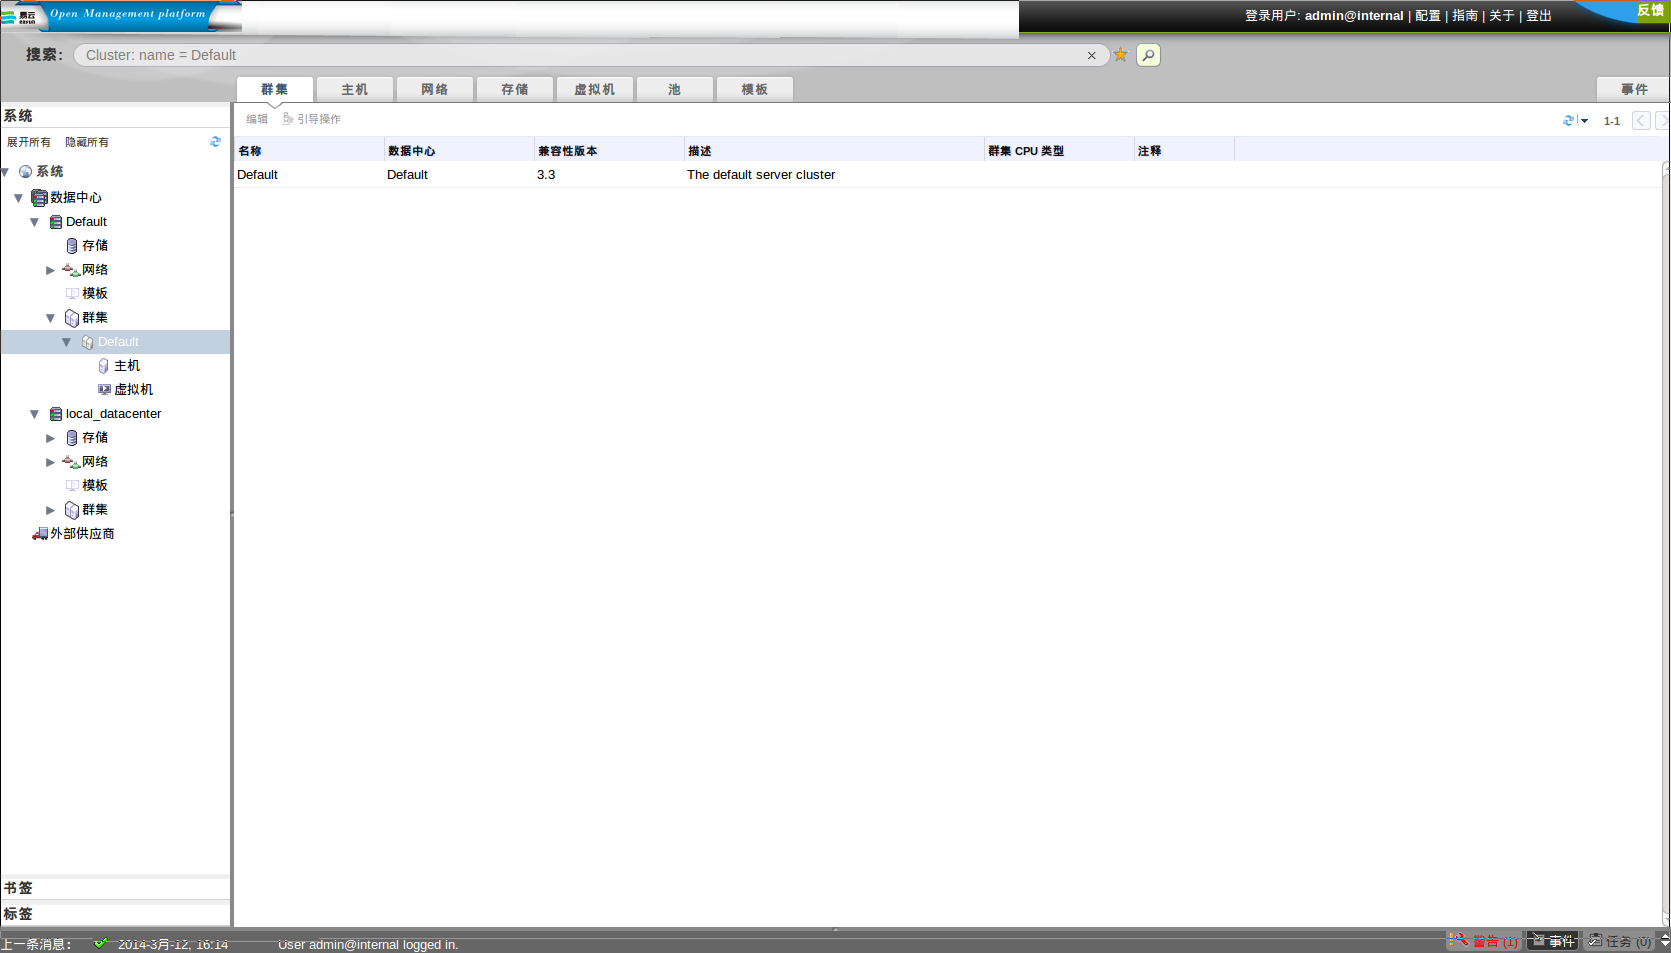 易云
easun
Open Management platform
登录用户: admin@internal | 配置 | 指南 | 关于 | 登出
反馈
搜索:
Cluster: name = Default
群集
主机
网络
存储
虚拟机
池
模板
事件
系统
展开所有
隐藏所有
编辑
引导操作
1-1
名称
数据中心
兼容性版本
描述
群集 CPU 类型
注释
Default
Default
3.3
The default server cluster
系统
数据中心
Default
存储
网络
模板
群集
Default
主机
虚拟机
local_datacenter
存储
网络
模板
群集
外部供应商
书签
标签
上一条消息:
2014-3月-12, 16:14
User admin@internal logged in.
警告 (1)
事件
任务 (0)